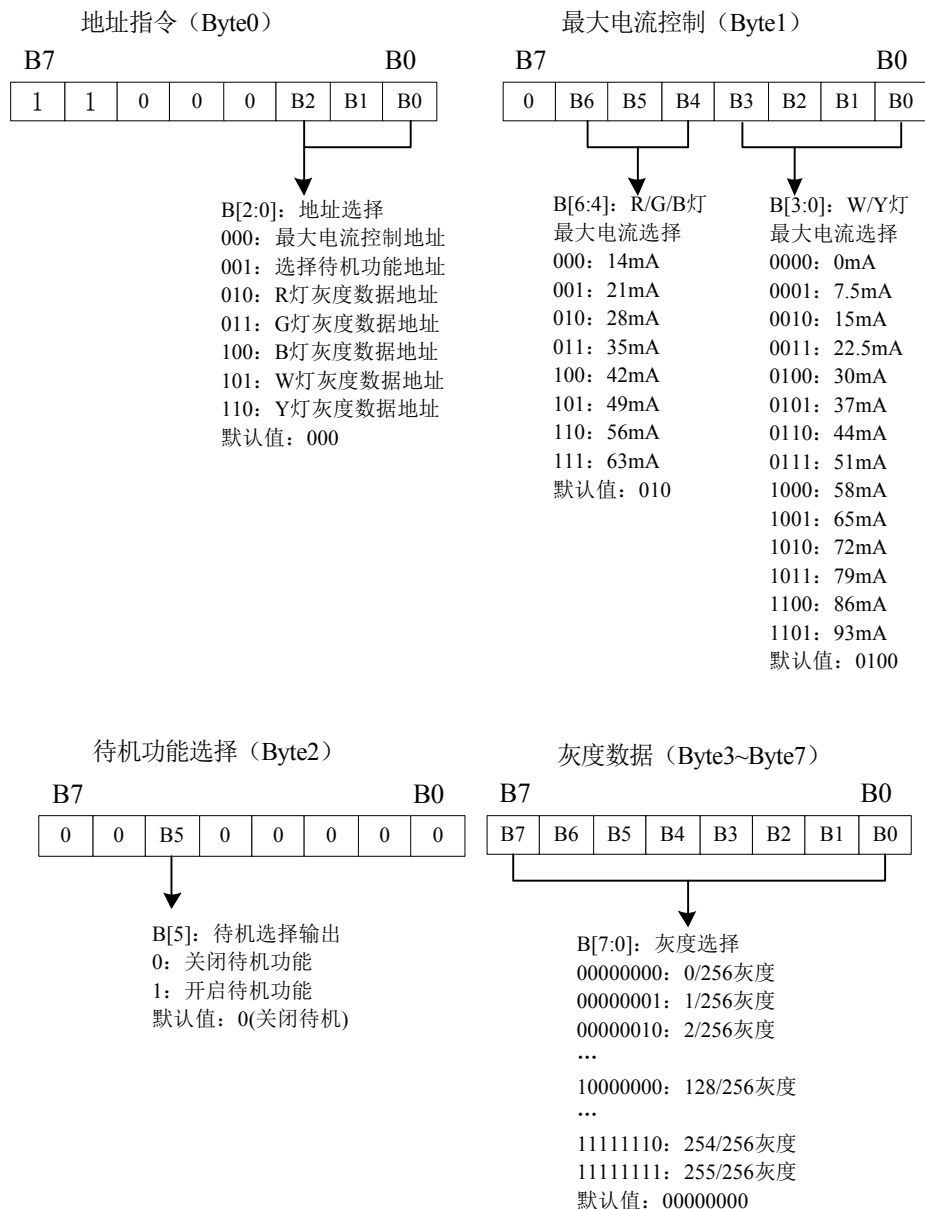 地址指令（Byte0）
B7 B0
1 1 0 0 0 B2 B1 B0
B[2:0]：地址选择
000：最大电流控制地址
001：选择待机功能地址
010：R灯灰度数据地址
011：G灯灰度数据地址
100：B灯灰度数据地址
101：W灯灰度数据地址
110：Y灯灰度数据地址
默认值：000
最大电流控制（Byte1）
B7 B0
0 B6 B5 B4 B3 B2 B1 B0
B[6:4]：R/G/B灯
最大电流选择
000：14mA
001：21mA
010：28mA
011：35mA
100：42mA
101：49mA
110：56mA
111：63mA
默认值：010
B[3:0]：W/Y灯
最大电流选择
0000：0mA
0001：7.5mA
0010：15mA
0011：22.5mA
0100：30mA
0101：37mA
0110：44mA
0111：51mA
1000：58mA
1001：65mA
1010：72mA
1011：79mA
1100：86mA
1101：93mA
默认值：0100
待机功能选择（Byte2）
B7 B0
0 0 B5 0 0 0 0 0
B[5]：待机选择输出
0：关闭待机功能
1：开启待机功能
默认值：0(关闭待机)
灰度数据（Byte3~Byte7）
B7 B0
B7 B6 B5 B4 B3 B2 B1 B0
B[7:0]：灰度选择
00000000：0/256灰度
00000001：1/256灰度
00000010：2/256灰度
…
10000000：128/256灰度
…
11111110：254/256灰度
11111111：255/256灰度
默认值：00000000